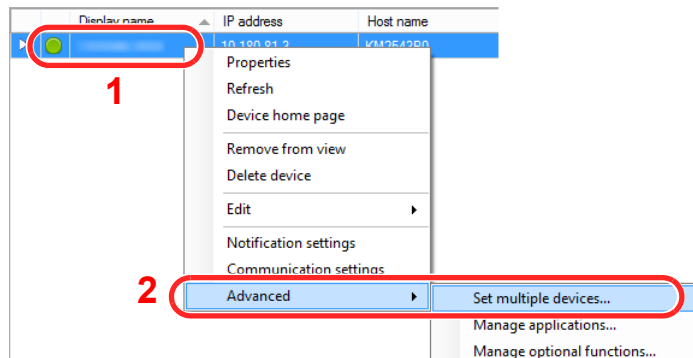 Display name IP address Host name
10.180.81.3 KM2543B0
1
Properties
Refresh
Device home page
Remove from view
Delete device
Edit
Notification settings
Communication settings
2
Advanced Set multiple devices...
Manage applications...
Manage optional functions...